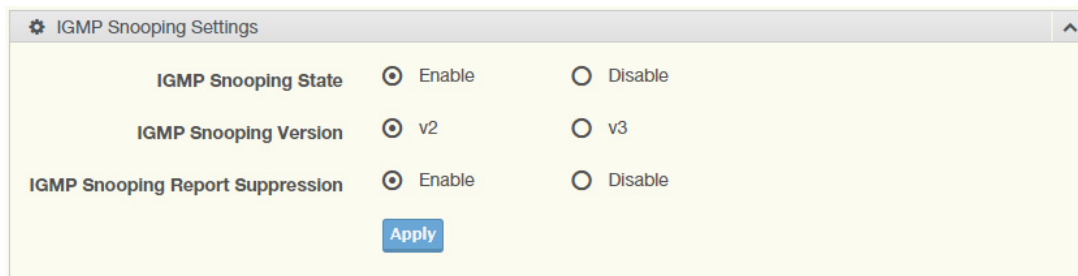 IGMP Snooping Settings
IGMP Snooping State Enable Disable
IGMP Snooping Version v2 v3
IGMP Snooping Report Suppression Enable Disable
Apply